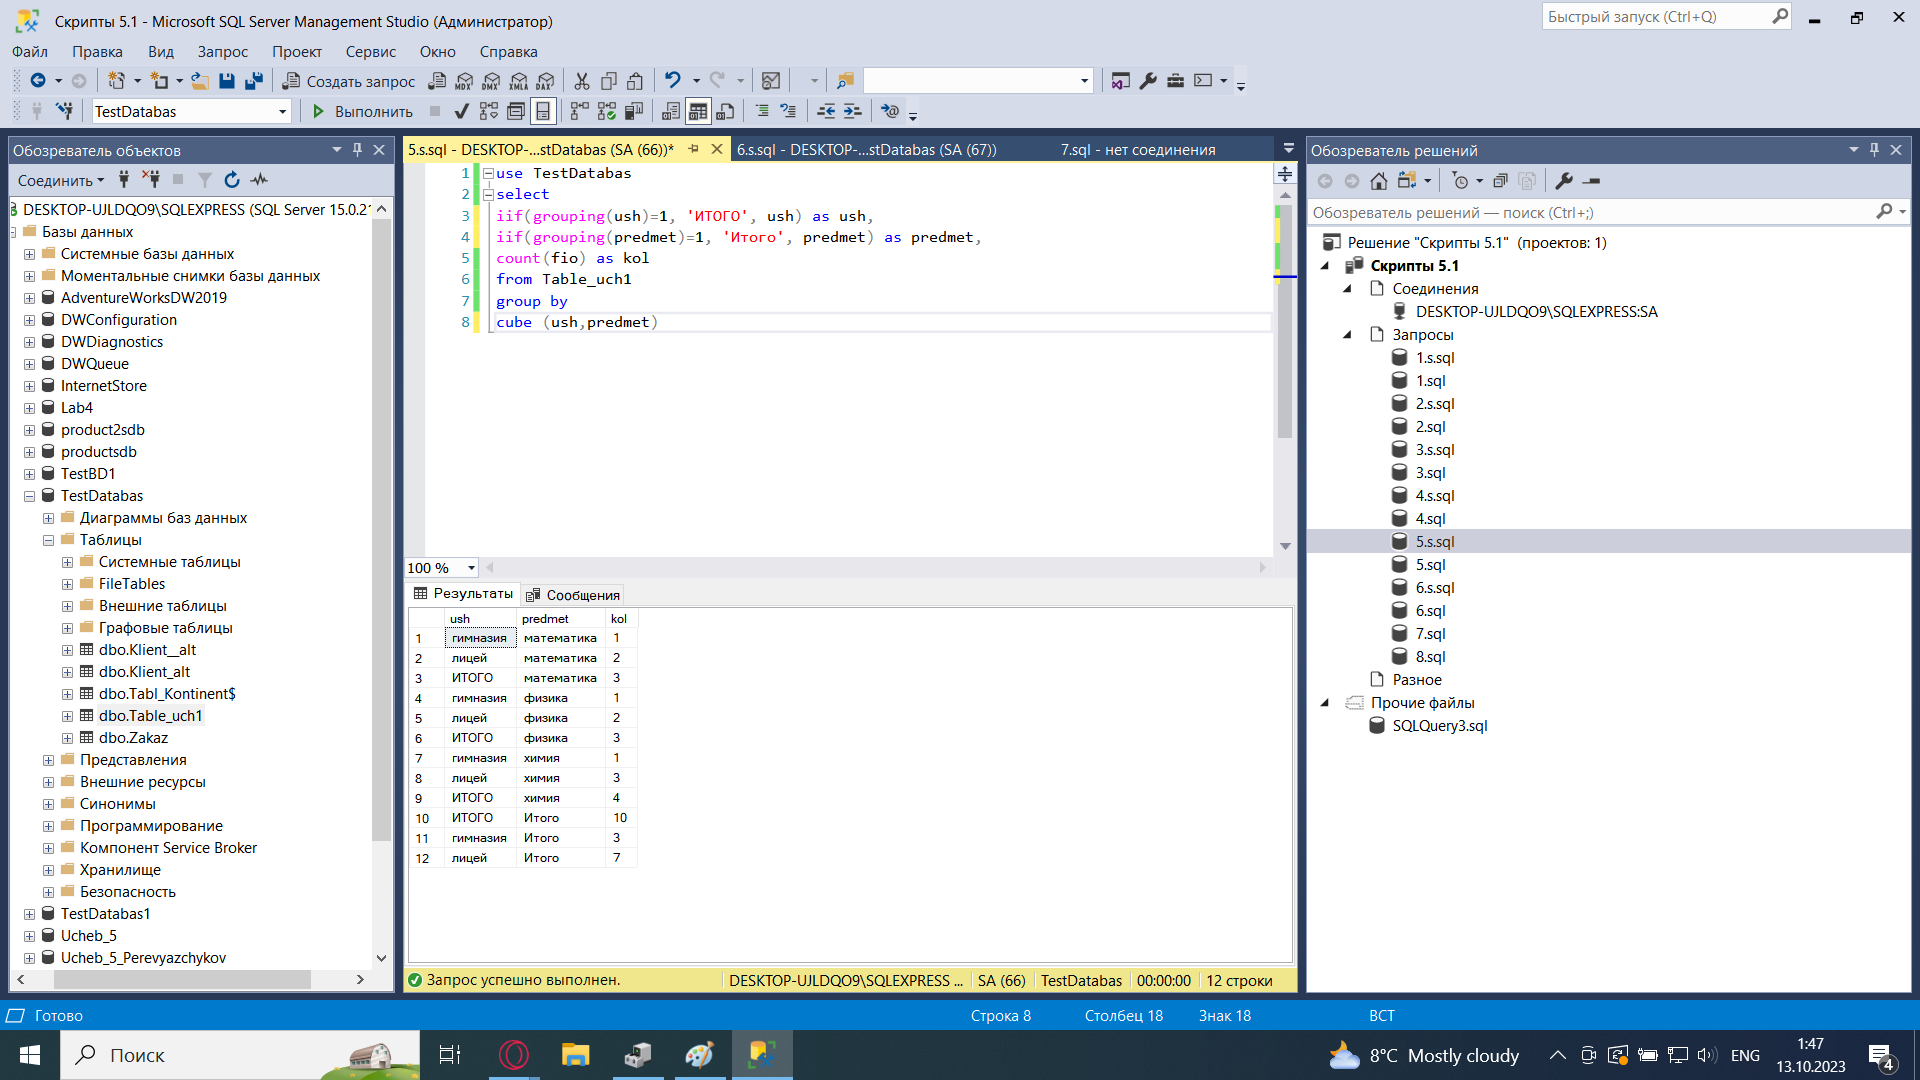 Скрипты 5.1 - Microsoft SQL Server Management Studio (Администратор)
Быстрый запуск (Ctrl+Q)
Файл Правка Вид Запрос Проект Сервис Окно Справка
Создать запрос MDX DMX XMLA DAX
TestDatabas Выполнить
Обозреватель объектов
Соединить
DESKTOP-UJLDQO9\SQLEXPRESS (SQL Server 15.0.21
Базы данных
Системные базы данных
Моментальные снимки базы данных
AdventureWorksDW2019
DWConfiguration
DWDiagnostics
DWQueue
InternetStore
Lab4
product2sdb
productsdb
TestBD1
TestDatabas
Диаграммы баз данных
Таблицы
Системные таблицы
FileTables
Внешние таблицы
Графовые таблицы
dbo.Klient__alt
dbo.Klient_alt
dbo.Tabl_Kontinent$
dbo.Table_uch1
dbo.Zakaz
Представления
Внешние ресурсы
Синонимы
Программирование
Компонент Service Broker
Хранилище
Безопасность
TestDatabas1
Ucheb_5
Ucheb_5_Perevyazchykov
5.s.sql - DESKTOP-...stDatabas (SA (66))* 6.s.sql - DESKTOP-...stDatabas (SA (67)) 7.sql - нет соединения
1 use TestDatabas
2 select
3 iif(grouping(ush)=1, 'ИТОГО', ush) as ush,
4 iif(grouping(predmet)=1, 'Итого', predmet) as predmet,
5 count(fio) as kol
6 from Table_uch1
7 group by
8 cube (ush,predmet)
100 %
Результаты Сообщения
ush predmet kol
1 гимназия математика 1
2 лицей математика 2
3 ИТОГО математика 3
4 гимназия физика 1
5 лицей физика 2
6 ИТОГО физика 3
7 гимназия химия 1
8 лицей химия 3
9 ИТОГО химия 4
10 ИТОГО Итого 10
11 гимназия Итого 3
12 лицей Итого 7
Запрос успешно выполнен. DESKTOP-UJLDQO9\SQLEXPRESS ... SA (66) TestDatabas 00:00:00 12 строки
Обозреватель решений
Обозреватель решений — поиск (Ctrl+;)
Решение "Скрипты 5.1" (проектов: 1)
Скрипты 5.1
Соединения
DESKTOP-UJLDQO9\SQLEXPRESS:SA
Запросы
1.s.sql
1.sql
2.s.sql
2.sql
3.s.sql
3.sql
4.s.sql
4.sql
5.s.sql
5.sql
6.s.sql
6.sql
7.sql
8.sql
Разное
Прочие файлы
SQLQuery3.sql
Готово Строка 8 Столбец 18 Знак 18 ВСТ
Поиск 8°C Mostly cloudy ENG 1:47
13.10.2023 4